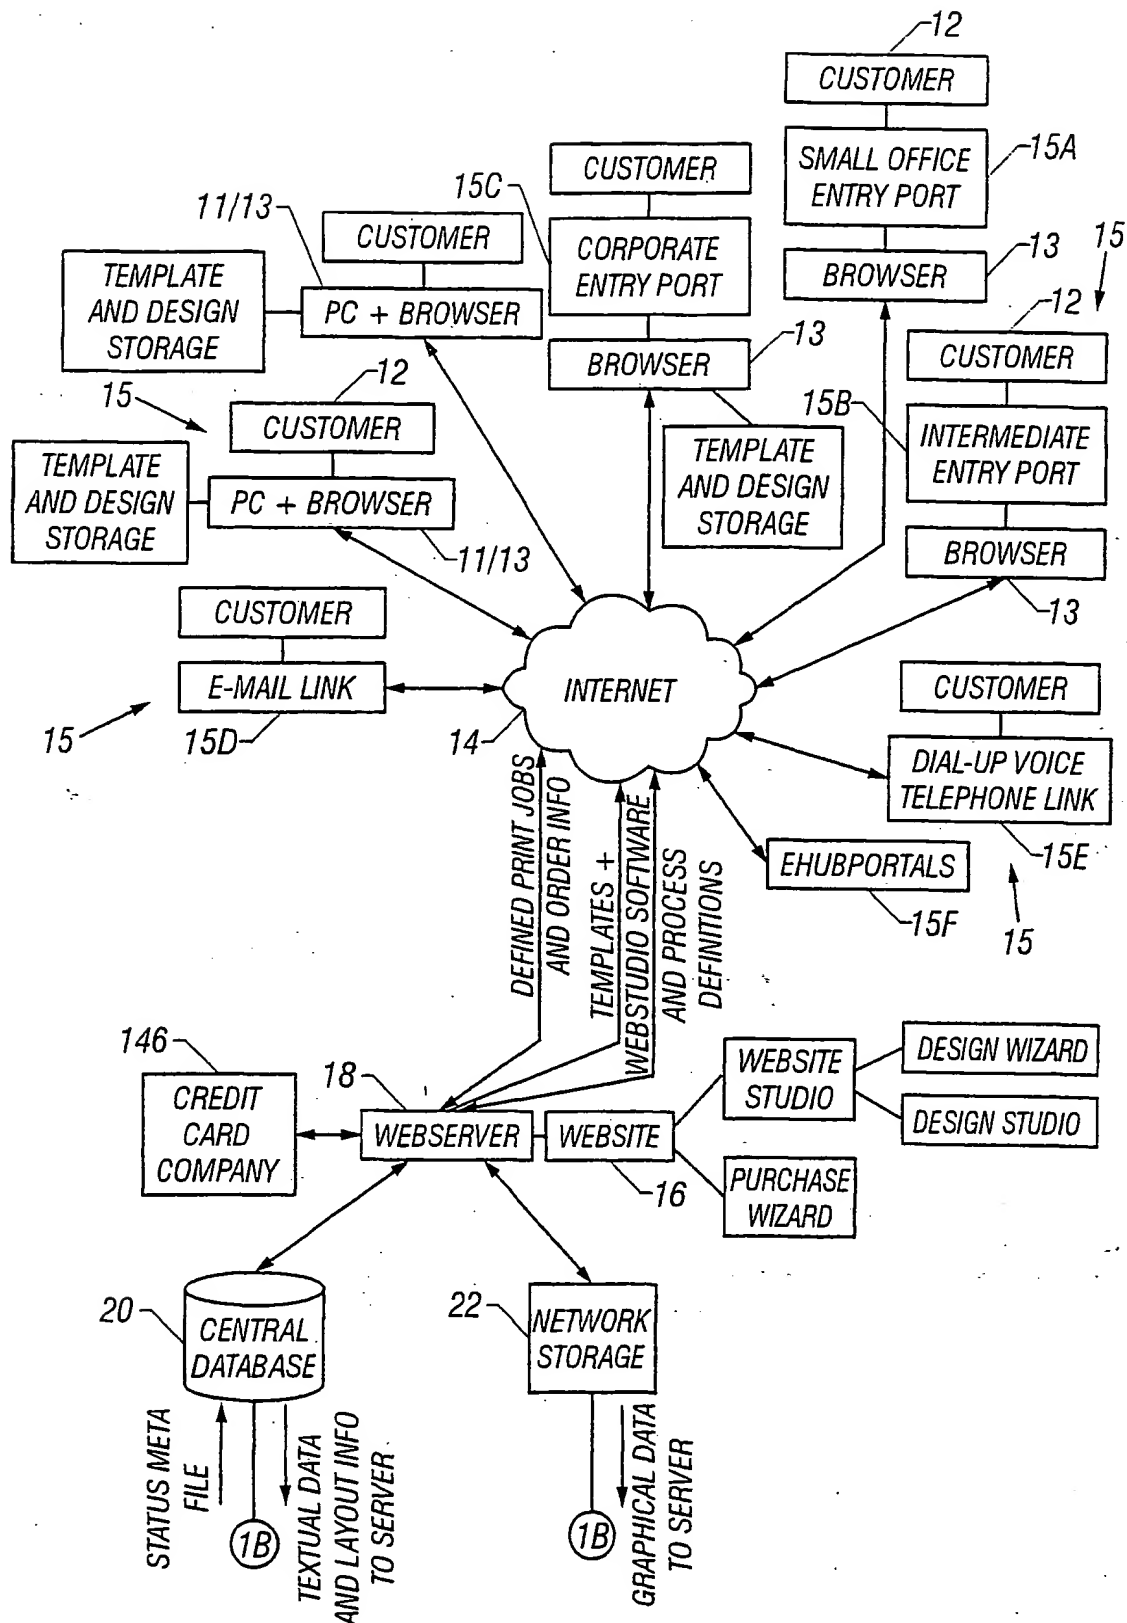 12
CUSTOMER
SMALL OFFICE
ENTRY PORT
15A
BROWSER
13
15
CUSTOMER
15C
CORPORATE
ENTRY PORT
BROWSER
13
TEMPLATE
AND DESIGN
STORAGE
11/13
CUSTOMER
TEMPLATE
AND DESIGN
STORAGE
PC + BROWSER
12
CUSTOMER
15B
INTERMEDIATE
ENTRY PORT
BROWSER
13
15
12
CUSTOMER
TEMPLATE
AND DESIGN
STORAGE
PC + BROWSER
11/13
CUSTOMER
E-MAIL LINK
15
15D
INTERNET
14
CUSTOMER
DIAL-UP VOICE
TELEPHONE LINK
15E
15
EHUBPORTALS
15F
DEFINED PRINT JOBS
AND ORDER INFO
TEMPLATES +
WEBSTUDIO SOFTWARE
AND PROCESS
DEFINITIONS
146
CREDIT
CARD
COMPANY
18
WEBSERVER
WEBSITE
16
WEBSITE
STUDIO
DESIGN WIZARD
DESIGN STUDIO
PURCHASE
WIZARD
20
CENTRAL
DATABASE
22
NETWORK
STORAGE
STATUS META
FILE
1B
TEXTUAL DATA
AND LAYOUT INFO
TO SERVER
1B
GRAPHICAL DATA
TO SERVER